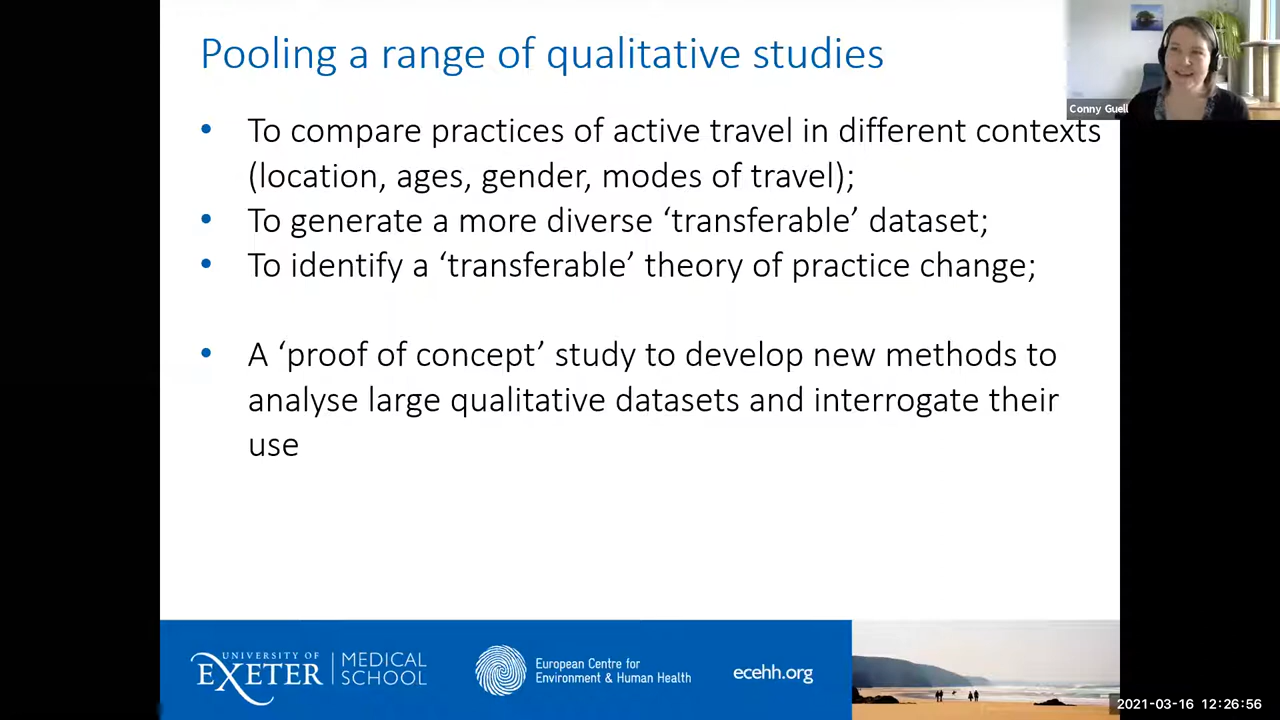 Pooling a range of qualitative studies
Conny Guell
• To compare practices of active travel in different contexts
(location, ages, gender, modes of travel);
• To generate a more diverse ‘transferable’ dataset;
• To identify a ‘transferable’ theory of practice change;
• A ‘proof of concept’ study to develop new methods to
analyse large qualitative datasets and interrogate their
use
UNIVERSITY OF
EXETER
MEDICAL
SCHOOL
European Centre for
Environment & Human Health
ecehh.org
2021-03-16 12:26:56